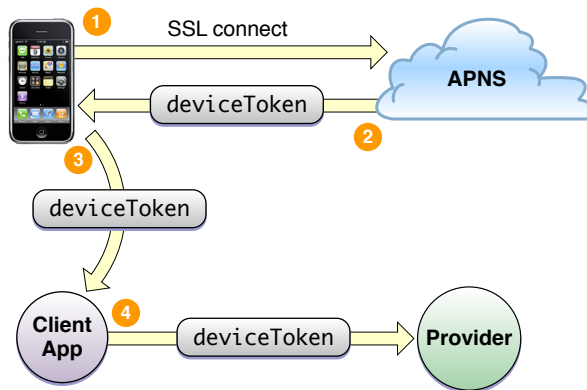 1
SSL connect
APNS
deviceToken
2
3
deviceToken
4
Client
App
deviceToken
Provider